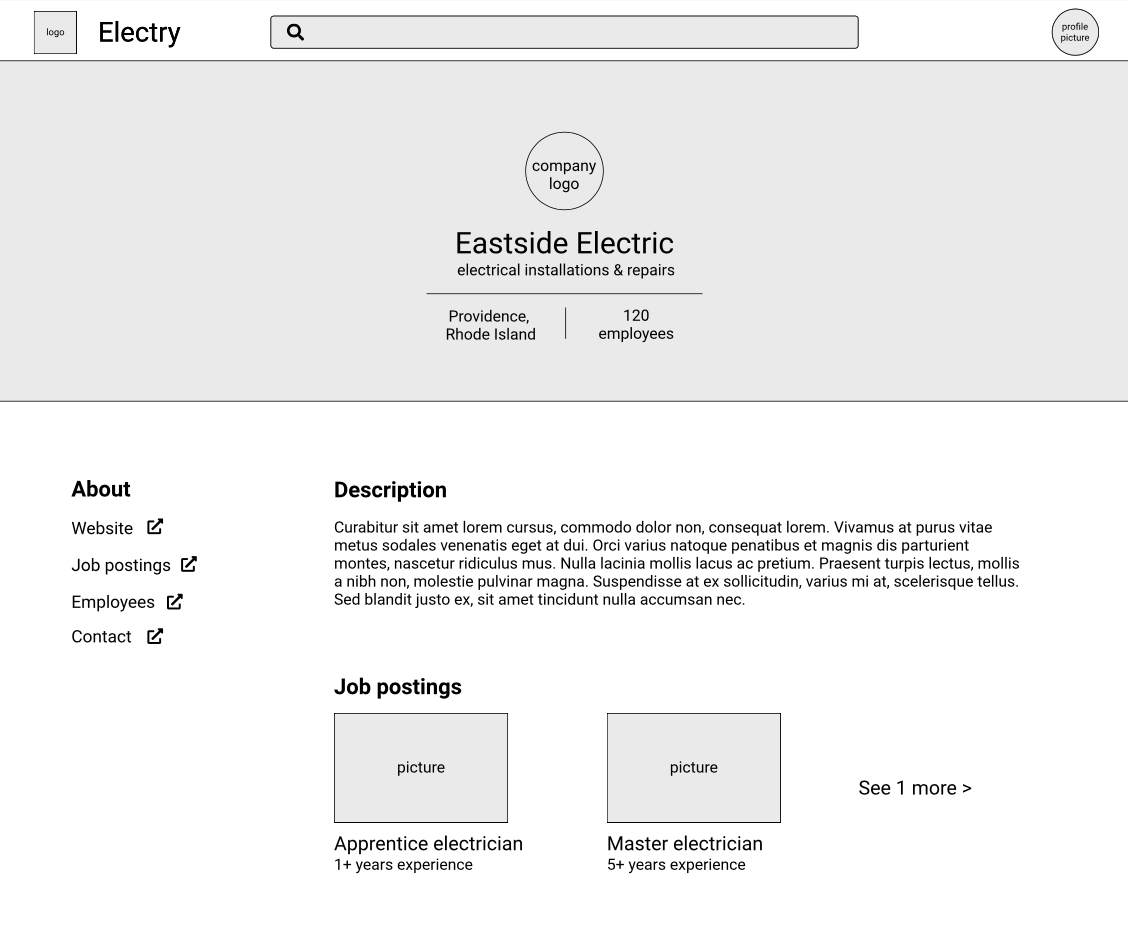 logo
Electry
profile
picture
company
logo
Eastside Electric
electrical installations & repairs
Providence,
Rhode Island
120
employees
About
Website
Job postings
Employees
Contact
Description
Curabitur sit amet lorem cursus, commodo dolor non, consequat lorem. Vivamus at purus vitae
metus sodales venenatis eget at dui. Orci varius natoque penatibus et magnis dis parturient
montes, nascetur ridiculus mus. Nulla lacinia mollis lacus ac pretium. Praesent turpis lectus, mollis
a nibh non, molestie pulvinar magna. Suspendisse at ex sollicitudin, varius mi at, scelerisque tellus.
Sed blandit justo ex, sit amet tincidunt nulla accumsan nec.
Job postings
picture
Apprentice electrician
1+ years experience
picture
Master electrician
5+ years experience
See 1 more >